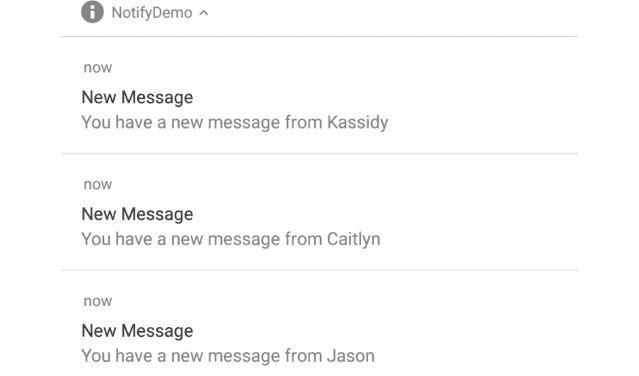 NotifyDemo
now
New Message
You have a new message from Kassidy
now
New Message
You have a new message from Caitlyn
now
New Message
You have a new message from Jason